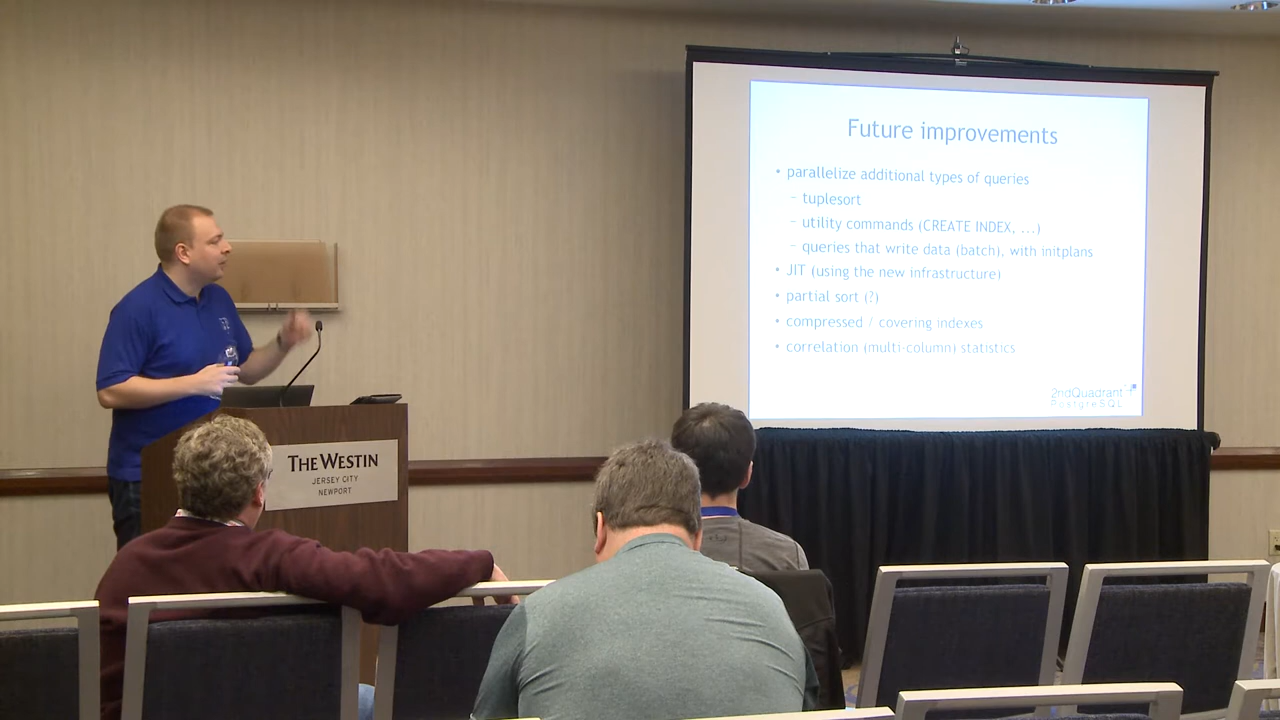 Future improvements
• parallelize additional types of queries
– tuplesort
– utility commands (CREATE INDEX, ...)
– queries that write data (batch), with initplans
• JIT (using the new infrastructure)
• partial sort (?)
• compressed / covering indexes
• correlation (multi-column) statistics
2ndQuadrant
PostgreSQL
THE WESTIN
JERSEY CITY
NEWPORT